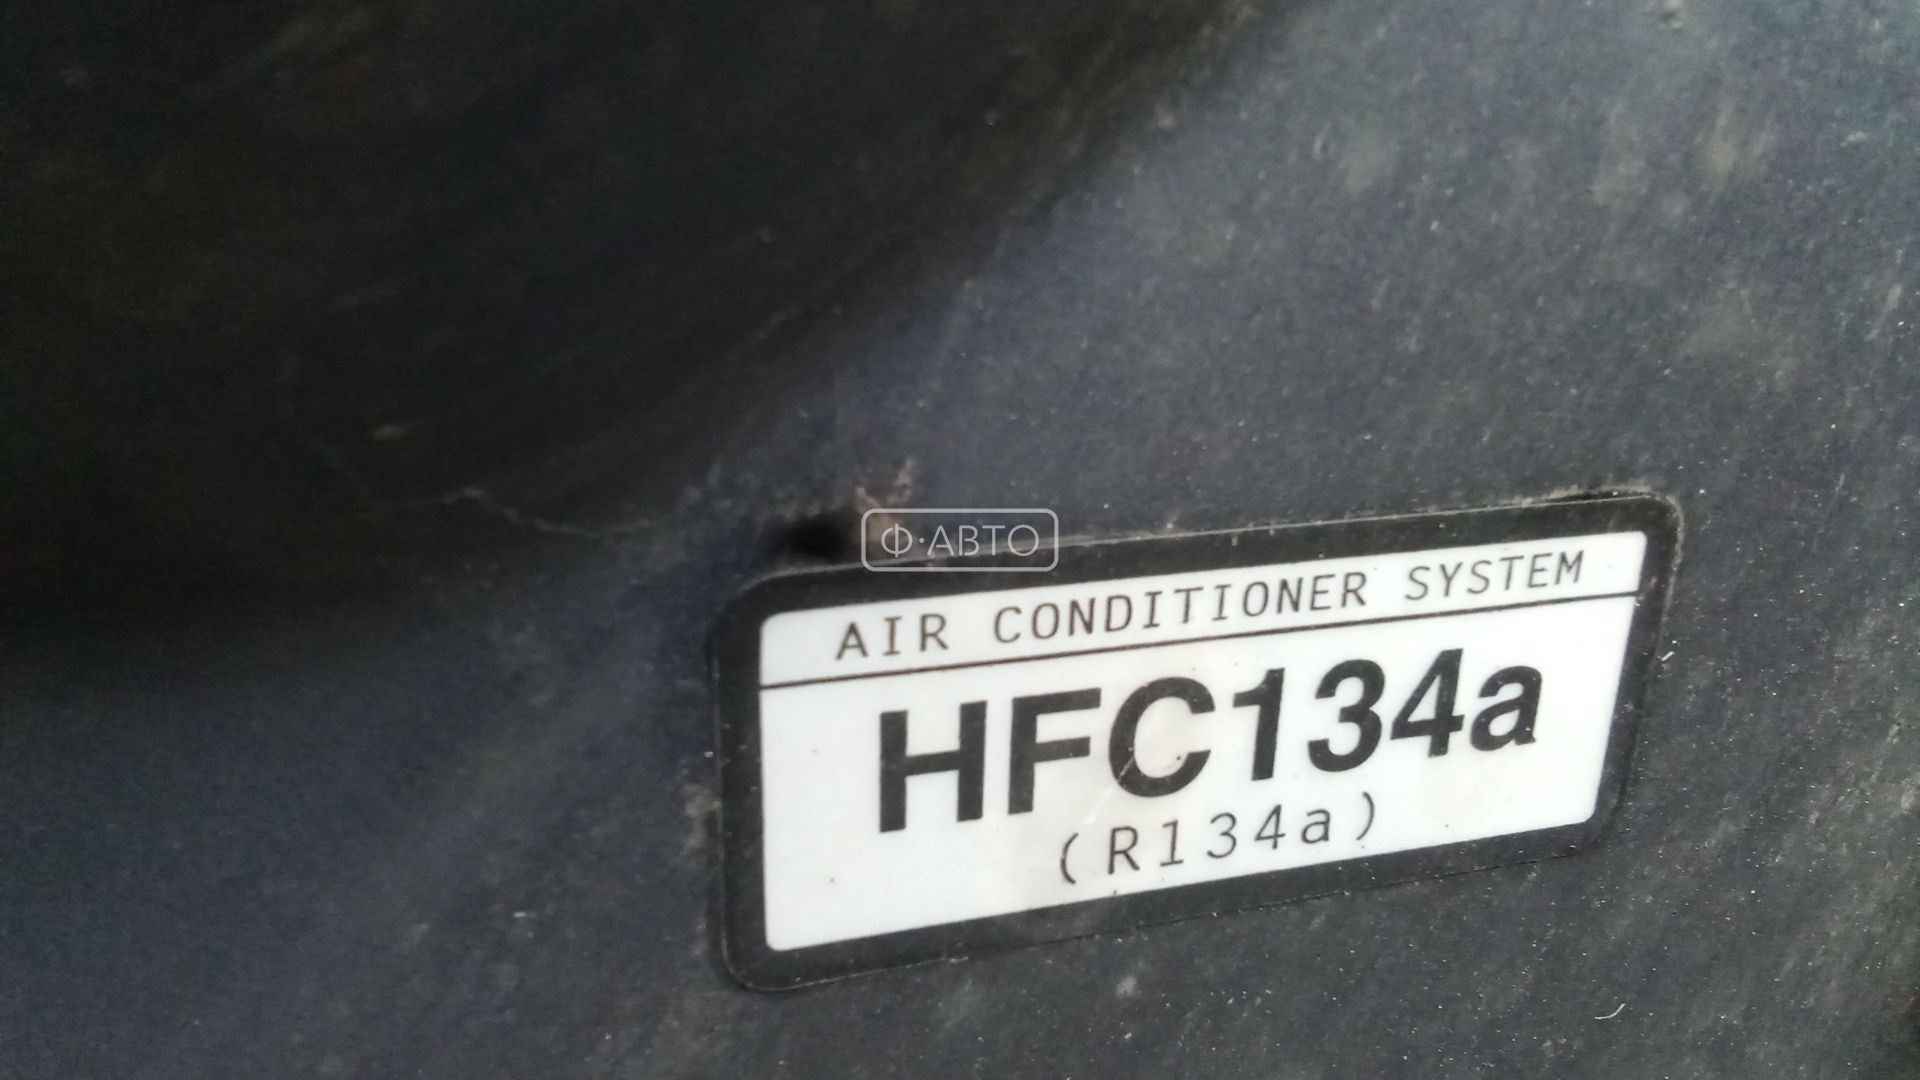 Ф·АВТО
AIR CONDITIONER SYSTEM
HFC134a
(R134a)